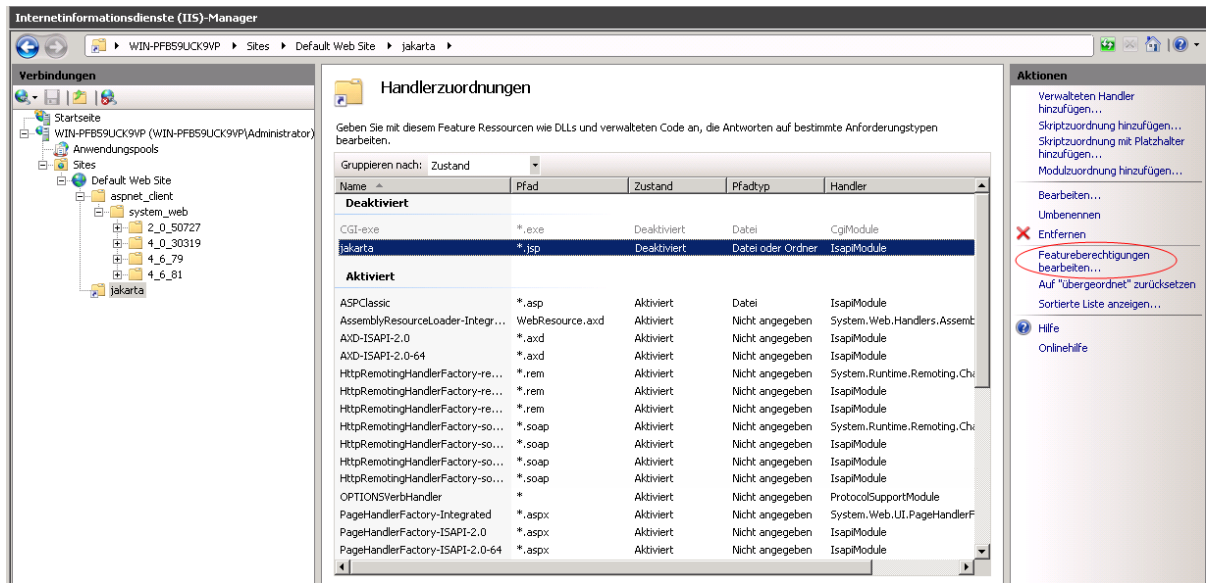 Internetinformationsdienste (IIS)-Manager
WIN-PFB59UCK9VP Sites Default Web Site jakarta
Verbindungen
Startseite
WIN-PFB59UCK9VP (WIN-PFB59UCK9VP\Administrator)
Anwendungspools
Sites
Default Web Site
aspnet_client
system_web
2_0_50727
4_0_30319
4_6_79
4_6_81
jakarta
Handlerzuordnungen
Geben Sie mit diesem Feature Ressourcen wie DLLs und verwalteten Code an, die Antworten auf bestimmte Anforderungstypen
bearbeiten.
Gruppieren nach: Zustand
Name Pfad Zustand Pfadtyp Handler
Deaktiviert
CGI-exe *.exe Deaktiviert Datei CgiModule
jakarta *.jsp Deaktiviert Datei oder Ordner IsapiModule
Aktiviert
ASPClassic *.asp Aktiviert Datei IsapiModule
AssemblyResourceLoader-Integr... WebResource.axd Aktiviert Nicht angegeben System.Web.Handlers.Assemb
AXD-ISAPI-2.0 *.axd Aktiviert Nicht angegeben IsapiModule
AXD-ISAPI-2.0-64 *.axd Aktiviert Nicht angegeben IsapiModule
HttpRemotingHandlerFactory-re... *.rem Aktiviert Nicht angegeben System.Runtime.Remoting.Cha
HttpRemotingHandlerFactory-re... *.rem Aktiviert Nicht angegeben IsapiModule
HttpRemotingHandlerFactory-re... *.rem Aktiviert Nicht angegeben IsapiModule
HttpRemotingHandlerFactory-so... *.soap Aktiviert Nicht angegeben System.Runtime.Remoting.Cha
HttpRemotingHandlerFactory-so... *.soap Aktiviert Nicht angegeben IsapiModule
HttpRemotingHandlerFactory-so... *.soap Aktiviert Nicht angegeben IsapiModule
HttpRemotingHandlerFactory-so... *.soap Aktiviert Nicht angegeben IsapiModule
OPTIONSVerbHandler * Aktiviert Nicht angegeben ProtocolSupportModule
PageHandlerFactory-Integrated *.aspx Aktiviert Nicht angegeben System.Web.UI.PageHandlerF
PageHandlerFactory-ISAPI-2.0 *.aspx Aktiviert Nicht angegeben IsapiModule
PageHandlerFactory-ISAPI-2.0-64 *.aspx Aktiviert Nicht angegeben IsapiModule
Aktionen
Verwalteten Handler
hinzufügen...
Skriptzuordnung hinzufügen...
Skriptzuordnung mit Platzhalter
hinzufügen...
Modulzuordnung hinzufügen...
Bearbeiten...
Umbenennen
Entfernen
Featureberechtigungen
bearbeiten...
Auf "übergeordnet" zurücksetzen
Sortierte Liste anzeigen...
Hilfe
Onlinehilfe